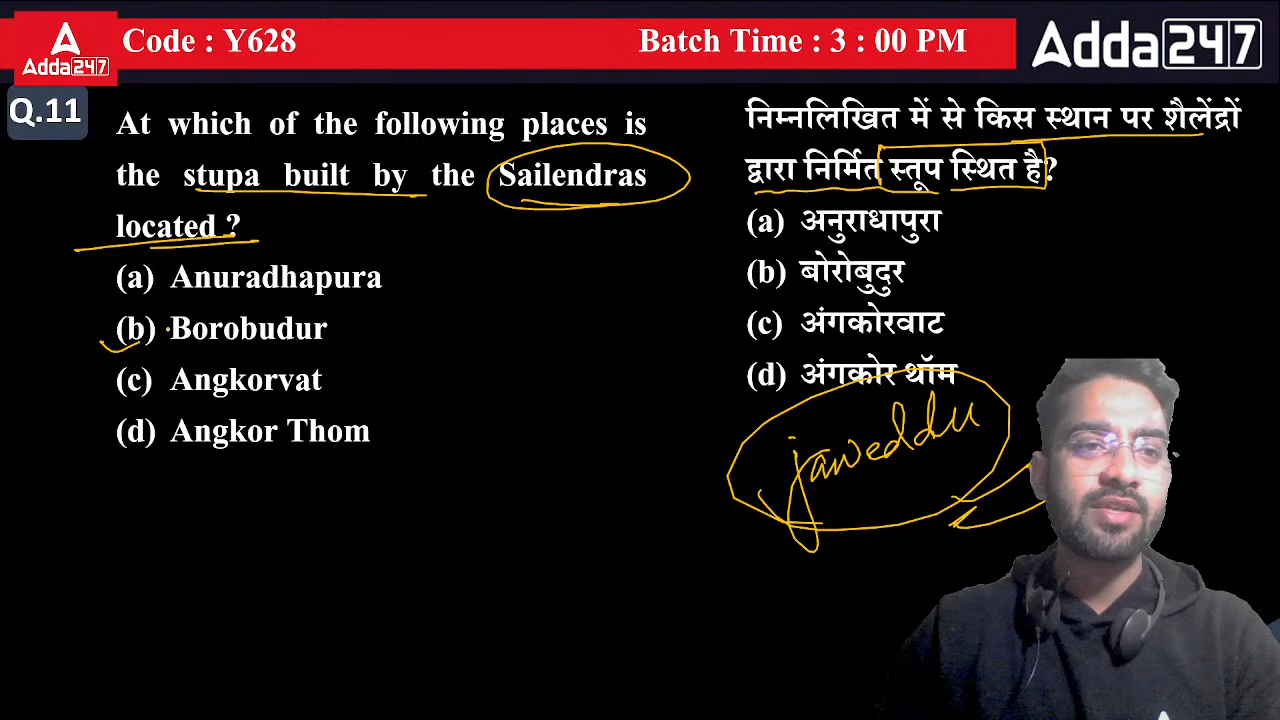 Code : Y628
Batch Time : 3 : 00 PM
Adda247
Adda247
Q.11
At which of the following places is
the stupa built by the Sailendras
located ?
(a) Anuradhapura
(b) Borobudur
(c) Angkorvat
(d) Angkor Thom
निम्नलिखित में से किस स्थान पर शैलेंद्रों
द्वारा निर्मित स्तूप स्थित है?
(a) अनुराधापुरा
(b) बोरोबुदुर
(c) अंगकोरवाट
(d) अंगकोर थॉम
jaweddu